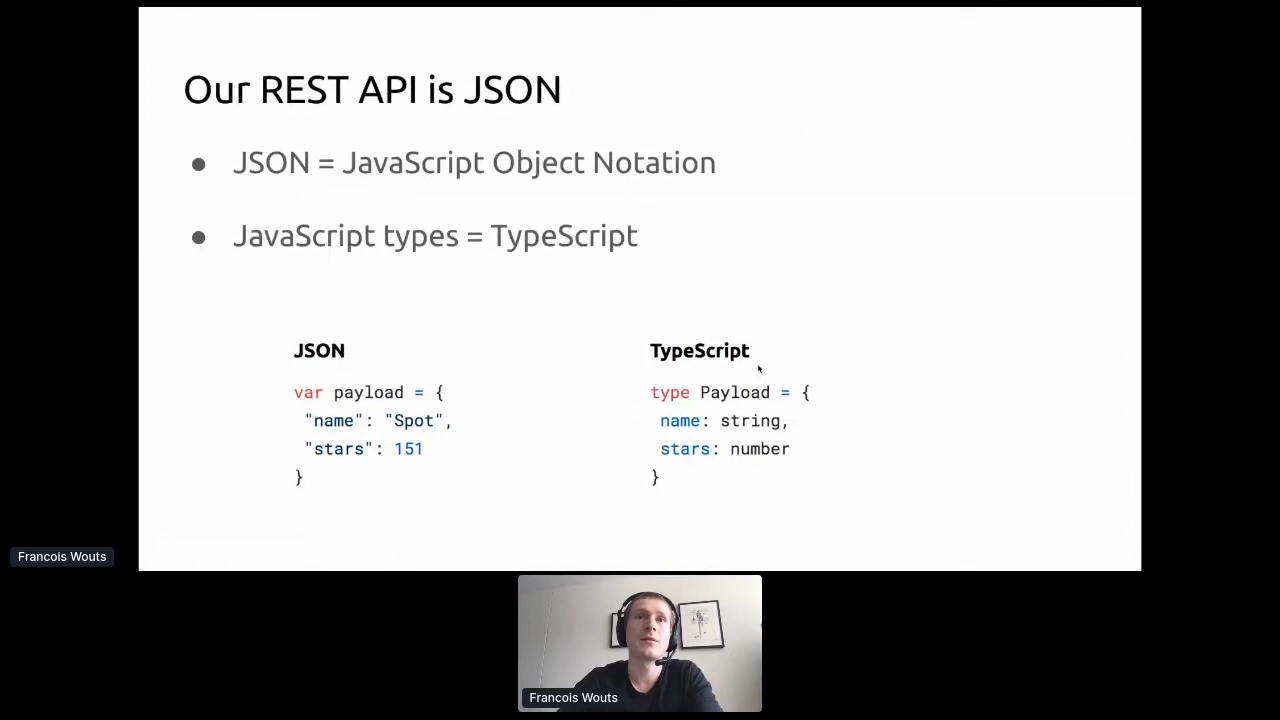 Our REST API is JSON
● JSON = JavaScript Object Notation
● JavaScript types = TypeScript
JSON
var payload = {
"name": "Spot",
"stars": 151
}
TypeScript
type Payload = {
name: string,
stars: number
}
Francois Wouts
Francois Wouts